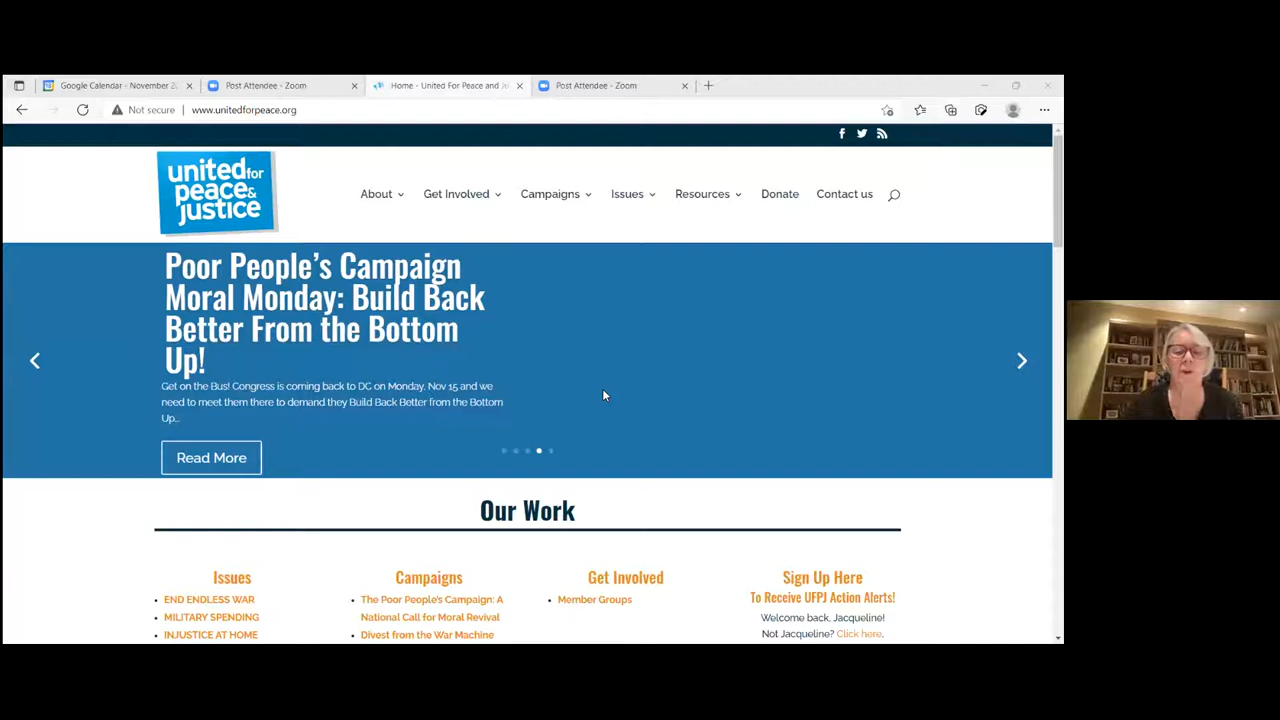 Google Calendar - November 2
Post Attendee - Zoom
Home - United For Peace and Ju
Post Attendee - Zoom
Not secure
www.unitedforpeace.org
united for
peace &
justice
About
Get Involved
Campaigns
Issues
Resources
Donate
Contact us
Poor People's Campaign
Moral Monday: Build Back
Better From the Bottom
Up!
Get on the Bus! Congress is coming back to DC on Monday, Nov 15 and we
need to meet them there to demand they Build Back Better from the Bottom
Up...
Read More
Our Work
Issues
END ENDLESS WAR
MILITARY SPENDING
INJUSTICE AT HOME
Campaigns
The Poor People's Campaign: A
National Call for Moral Revival
Divest from the War Machine
Get Involved
Member Groups
Sign Up Here
To Receive UFPJ Action Alerts!
Welcome back, Jacqueline!
Not Jacqueline? Click here.